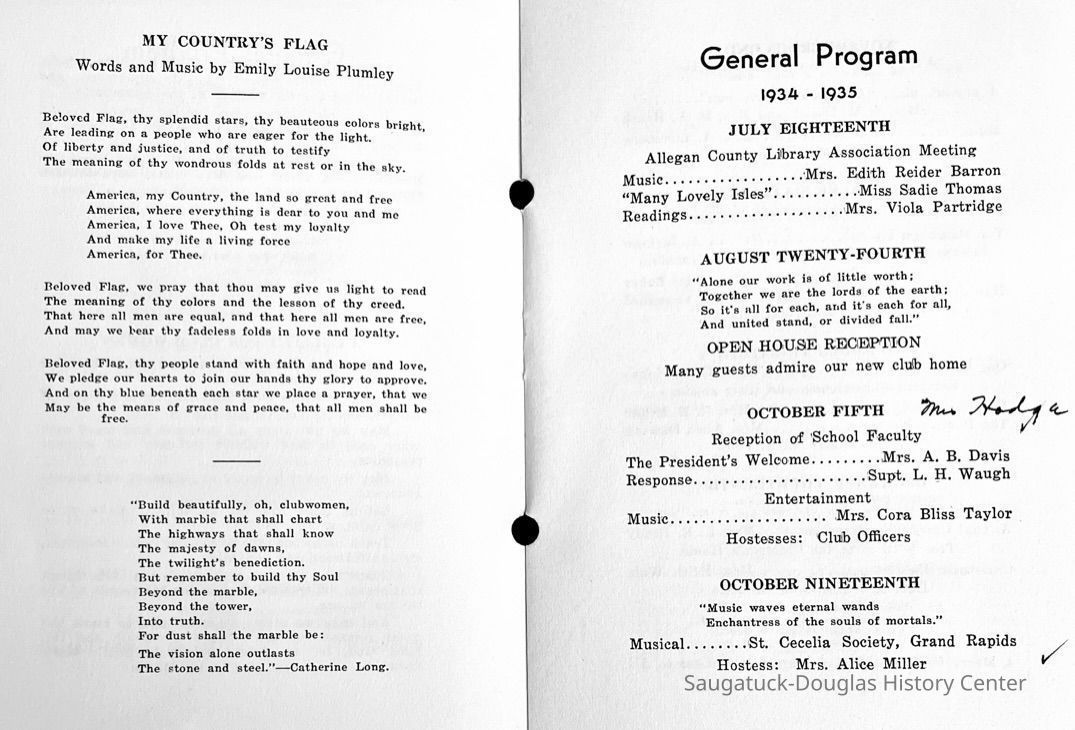 MY COUNTRY'S FLAG
Words and Music by Emily Louise Plumley
Beloved Flag, thy splendid stars, thy beauteous colors bright,
Are leading on a people who are eager for the light.
Of liberty and justice, and of truth to testify
The meaning of thy wondrous folds at rest or in the sky.
America, my Country, the land so great and free
America, where everything is dear to you and me
America, I love Thee, Oh test my loyalty
And make my life a living force
America, for Thee.
Beloved Flag, we pray that thou may give us light to read
The meaning of thy colors and the lesson of thy creed.
That here all men are equal, and that here all men are free,
And may we bear thy fadeless folds in love and loyalty.
Beloved Flag, thy people stand with faith and hope and love,
We pledge our hearts to join our hands thy glory to approve.
And on thy blue beneath each star we place a prayer, that we
May be the means of grace and peace, that all men shall be
free.
"Build beautifully, oh, clubwomen,
With marble that shall chart
The highways that shall know
The majesty of dawns,
The twilight's benediction.
But remember to build thy Soul
Beyond the marble,
Beyond the tower,
Into truth.
For dust shall the marble be:
The vision alone outlasts
The stone and steel."—Catherine Long.
General Program
1934 - 1935
JULY EIGHTEENTH
Allegan County Library Association Meeting
Music..................Mrs. Edith Reider Barron
"Many Lovely Isles"...........Miss Sadie Thomas
Readings....................Mrs. Viola Partridge
AUGUST TWENTY-FOURTH
"Alone our work is of little worth;
Together we are the lords of the earth;
So it's all for each, and it's each for all,
And united stand, or divided fall."
OPEN HOUSE RECEPTION
Many guests admire our new club home
OCTOBER FIFTH Mrs Hodge
Reception of School Faculty
The President's Welcome.........Mrs. A. B. Davis
Response......................Supt. L. H. Waugh
Entertainment
Music.................... Mrs. Cora Bliss Taylor
Hostesses: Club Officers
OCTOBER NINETEENTH
"Music waves eternal wands
Enchantress of the souls of mortals."
Musical........St. Cecelia Society, Grand Rapids
Hostess: Mrs. Alice Miller
Saugatuck-Douglas History Center